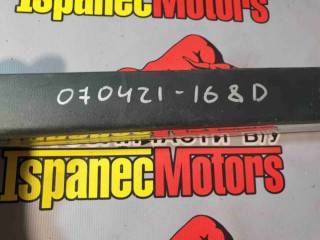 IspanecMotors
070421-168D
В/У
IspanecMotors